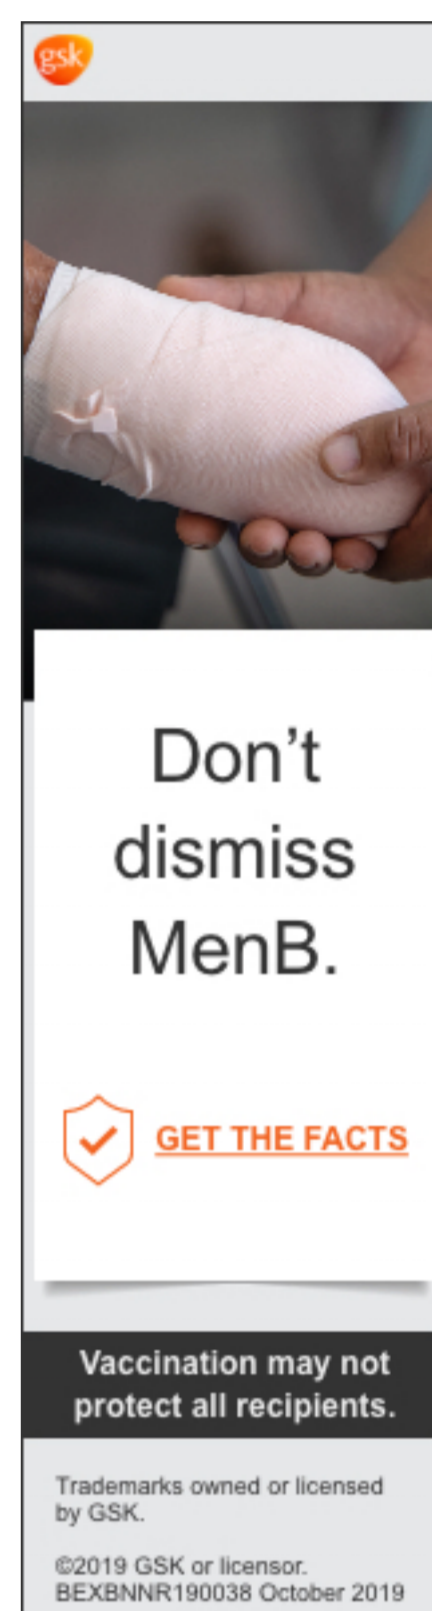 gsk
Don't
dismiss
MenB.
GET THE FACTS
Vaccination may not
protect all recipients.
Trademarks owned or licensed
by GSK.
©2019 GSK or licensor.
BEXBNNR190038 October 2019